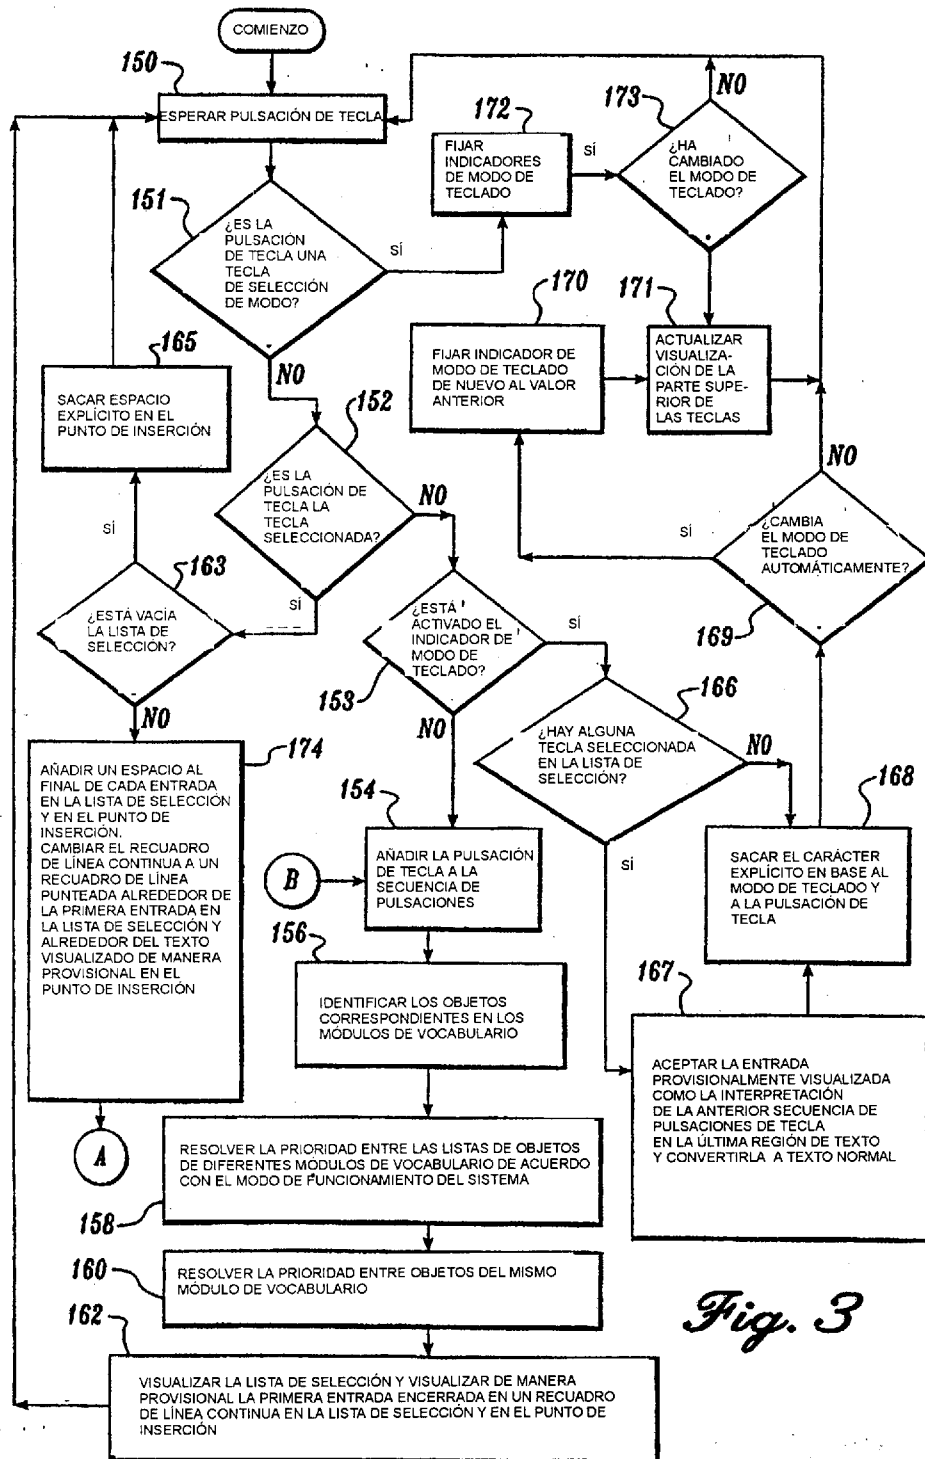 COMIENZO
150
ESPERAR PULSACIÓN DE TECLA
151
¿ES LA
PULSACIÓN
DE TECLA UNA
TECLA
DE SELECCIÓN
DE MODO?
SÍ
NO
172
FIJAR
INDICADORES
DE MODO DE
TECLADO
SÍ
173
NO
¿HA
CAMBIADO
EL MODO DE
TECLADO?
170
FIJAR INDICADOR DE
MODO DE TECLADO
DE NUEVO AL VALOR
ANTERIOR
171
ACTUALIZAR
VISUALIZA-
CIÓN DE LA
PARTE SUPE-
RIOR DE
LAS TECLAS
165
SACAR ESPACIO
EXPLÍCITO EN EL
PUNTO DE INSERCIÓN
SÍ
152
¿ES LA
PULSACIÓN DE
TECLA LA
TECLA
SELECCIONADA?
NO
SÍ
163
¿ESTÁ VACÍA
LA LISTA DE
SELECCIÓN?
NO
153
¿ESTÁ
ACTIVADO EL
INDICADOR DE
MODO DE
TECLADO?
SÍ
NO
NO
SÍ
¿CAMBIA
EL MODO DE
TECLADO
AUTOMÁTICAMENTE?
169
166
¿HAY ALGUNA
TECLA SELECCIONADA
EN LA LISTA DE
SELECCIÓN?
NO
SÍ
174
AÑADIR UN ESPACIO AL
FINAL DE CADA ENTRADA
EN LA LISTA DE SELECCIÓN
Y EN EL PUNTO DE
INSERCIÓN.
CAMBIAR EL RECUADRO
DE LÍNEA CONTINUA A UN
RECUADRO DE LÍNEA
PUNTEADA ALREDEDOR DE
LA PRIMERA ENTRADA EN
LA LISTA DE SELECCIÓN Y
ALREDEDOR DEL TEXTO
VISUALIZADO DE MANERA
PROVISIONAL EN EL
PUNTO DE INSERCIÓN
A
154
B
AÑADIR LA PULSACIÓN
DE TECLA A LA
SECUENCIA DE
PULSACIONES
168
SACAR EL CARÁCTER
EXPLÍCITO EN BASE AL
MODO DE TECLADO Y
A LA PULSACIÓN DE
TECLA
156
IDENTIFICAR LOS OBJETOS
CORRESPONDIENTES EN LOS
MÓDULOS DE VOCABULARIO
167
ACEPTAR LA ENTRADA
PROVISIONALMENTE VISUALIZADA
COMO LA INTERPRETACIÓN
DE LA ANTERIOR SECUENCIA DE
PULSACIONES DE TECLA
EN LA ÚLTIMA REGIÓN DE TEXTO
Y CONVERTIRLA A TEXTO NORMAL
RESOLVER LA PRIORIDAD ENTRE LAS LISTAS DE OBJETOS
DE DIFERENTES MÓDULOS DE VOCABULARIO DE ACUERDO
CON EL MODO DE FUNCIONAMIENTO DEL SISTEMA
158
160
RESOLVER LA PRIORIDAD ENTRE OBJETOS DEL MISMO
MÓDULO DE VOCABULARIO
162
VISUALIZAR LA LISTA DE SELECCIÓN Y VISUALIZAR DE MANERA
PROVISIONAL LA PRIMERA ENTRADA ENCERRADA EN UN RECUADRO
DE LÍNEA CONTINUA EN LA LISTA DE SELECCIÓN Y EN EL PUNTO DE
INSERCIÓN
Fig. 3